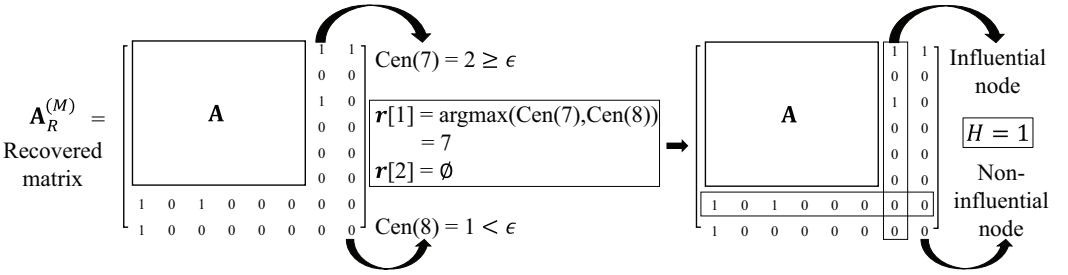 𝐀_R^(M) =
Recovered
matrix
𝐀
1 1
0 0
1 0
0 0
0 0
0 0
1 0 1 0 0 0 0 0
1 0 0 0 0 0 0 0
Cen(7) = 2 ≥ ϵ
𝒓[1] = argmax(Cen(7),Cen(8))
= 7
𝒓[2] = ∅
Cen(8) = 1 < ϵ
𝐀
1 1
0 0
1 0
0 0
0 0
0 0
1 0 1 0 0 0 0 0
1 0 0 0 0 0 0 0
Influential
node
H = 1
Non-
influential
node